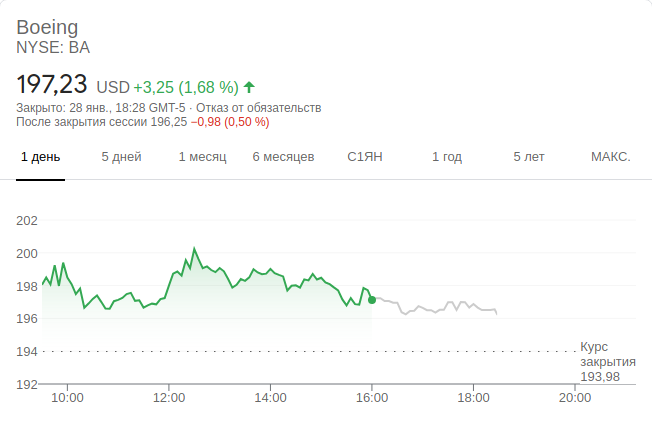 Boeing
NYSE: BA
197,23 USD +3,25 (1,68 %)
Закрыто: 28 янв., 18:28 GMT-5 · Отказ от обязательств
После закрытия сессии 196,25 −0,98 (0,50 %)
1 день 5 дней 1 месяц 6 месяцев С1ЯН 1 год 5 лет МАКС.
202
200
198
196
194
Курс
закрытия
193,98
192
10:00 12:00 14:00 16:00 18:00 20:00